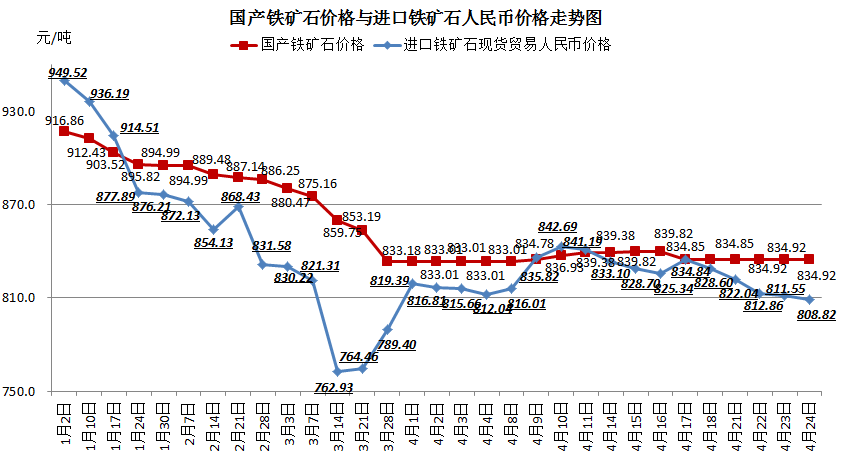 国产铁矿石价格与进口铁矿石人民币价格走势图
元/吨
国产铁矿石价格 进口铁矿石现货贸易人民币价格
949.52
936.19
930.0
916.86 914.51
912.43 894.99 889.48 887.14 886.25
903.52 895.82 894.99 880.47 875.16
877.89 876.21 872.13 868.43
870.0
854.13 859.75 853.19
831.58 830.22 821.31 819.39
833.18 833.01 833.01 833.01 834.78 842.69 841.19 839.38 839.82 834.85 834.85 834.92 834.92
833.01 833.01 835.82 836.95 839.38 839.82 834.84 834.92
833.10 828.70 825.34 828.60 822.04 812.86 811.55 808.82
816.81 815.66 812.04 816.01
810.0
789.40
762.93 764.46
750.0
1月2日 1月10日 1月17日 1月24日 1月30日 2月7日 2月14日 2月21日 2月28日 3月3日 3月7日 3月14日 3月21日 3月28日 4月1日 4月2日 4月3日 4月4日 4月8日 4月9日 4月10日 4月11日 4月14日 4月15日 4月16日 4月17日 4月18日 4月21日 4月22日 4月23日 4月24日